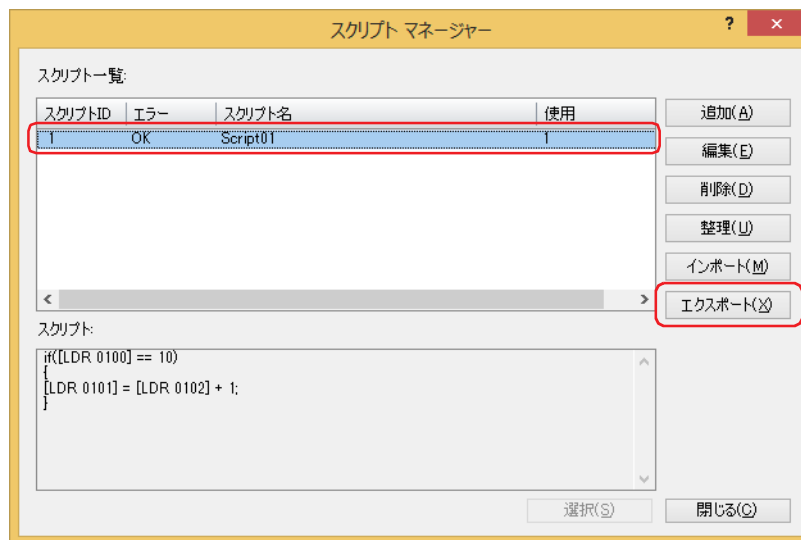 スクリプト マネージャー
? ×
スクリプト一覧:
スクリプトID エラー スクリプト名 使用
1 OK Script01 1
追加(A)
編集(E)
削除(D)
整理(U)
インポート(M)
エクスポート(X)
スクリプト:
if([LDR 0100] == 10)
{
[LDR 0101] = [LDR 0102] + 1;
}
選択(S) 閉じる(C)